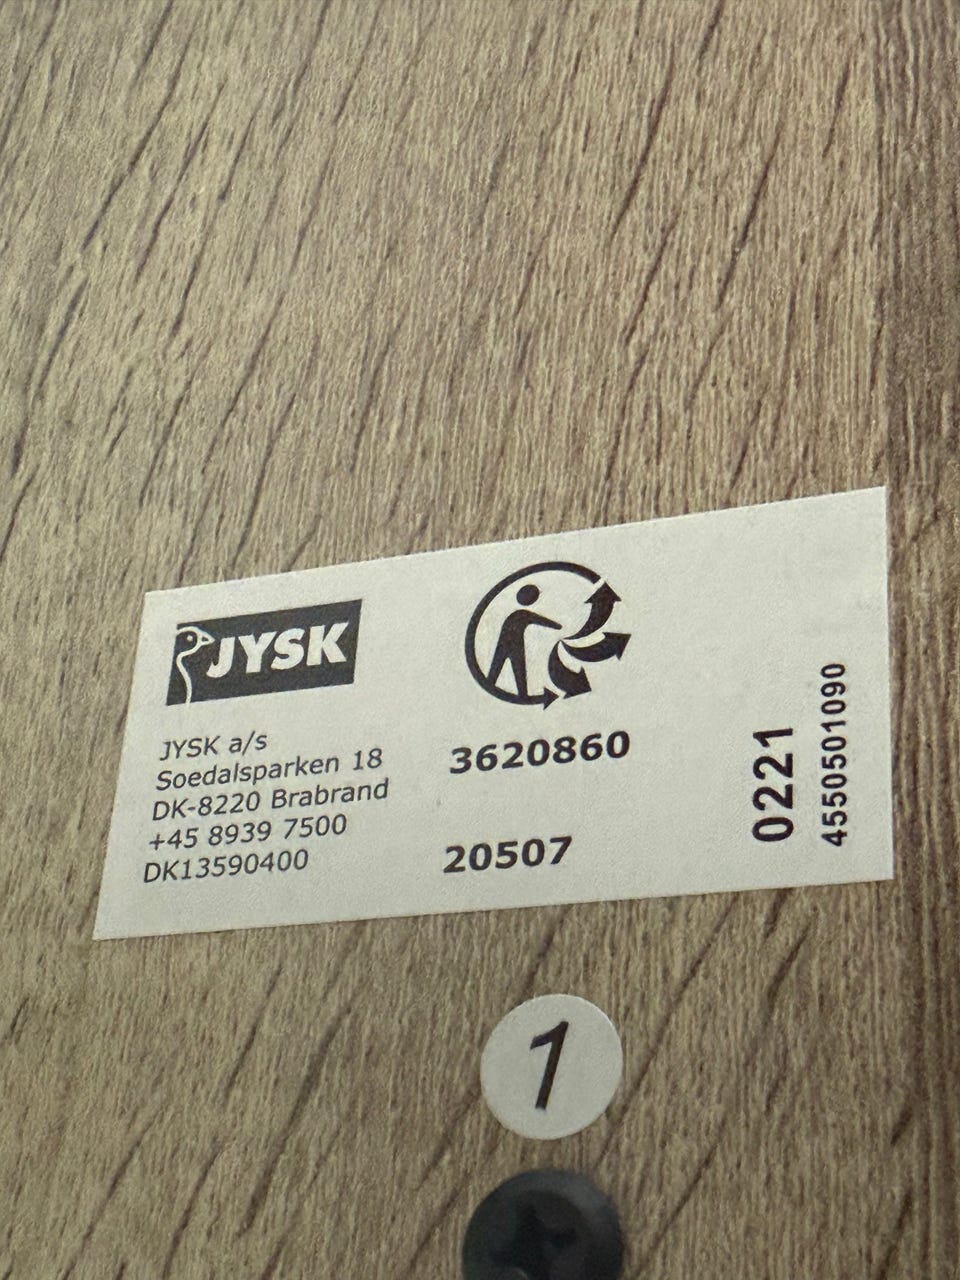 JYSK
JYSK a/s
Soedalsparken 18
DK-8220 Brabrand
+45 8939 7500
DK13590400
3620860
20507
0221
4550501090
1